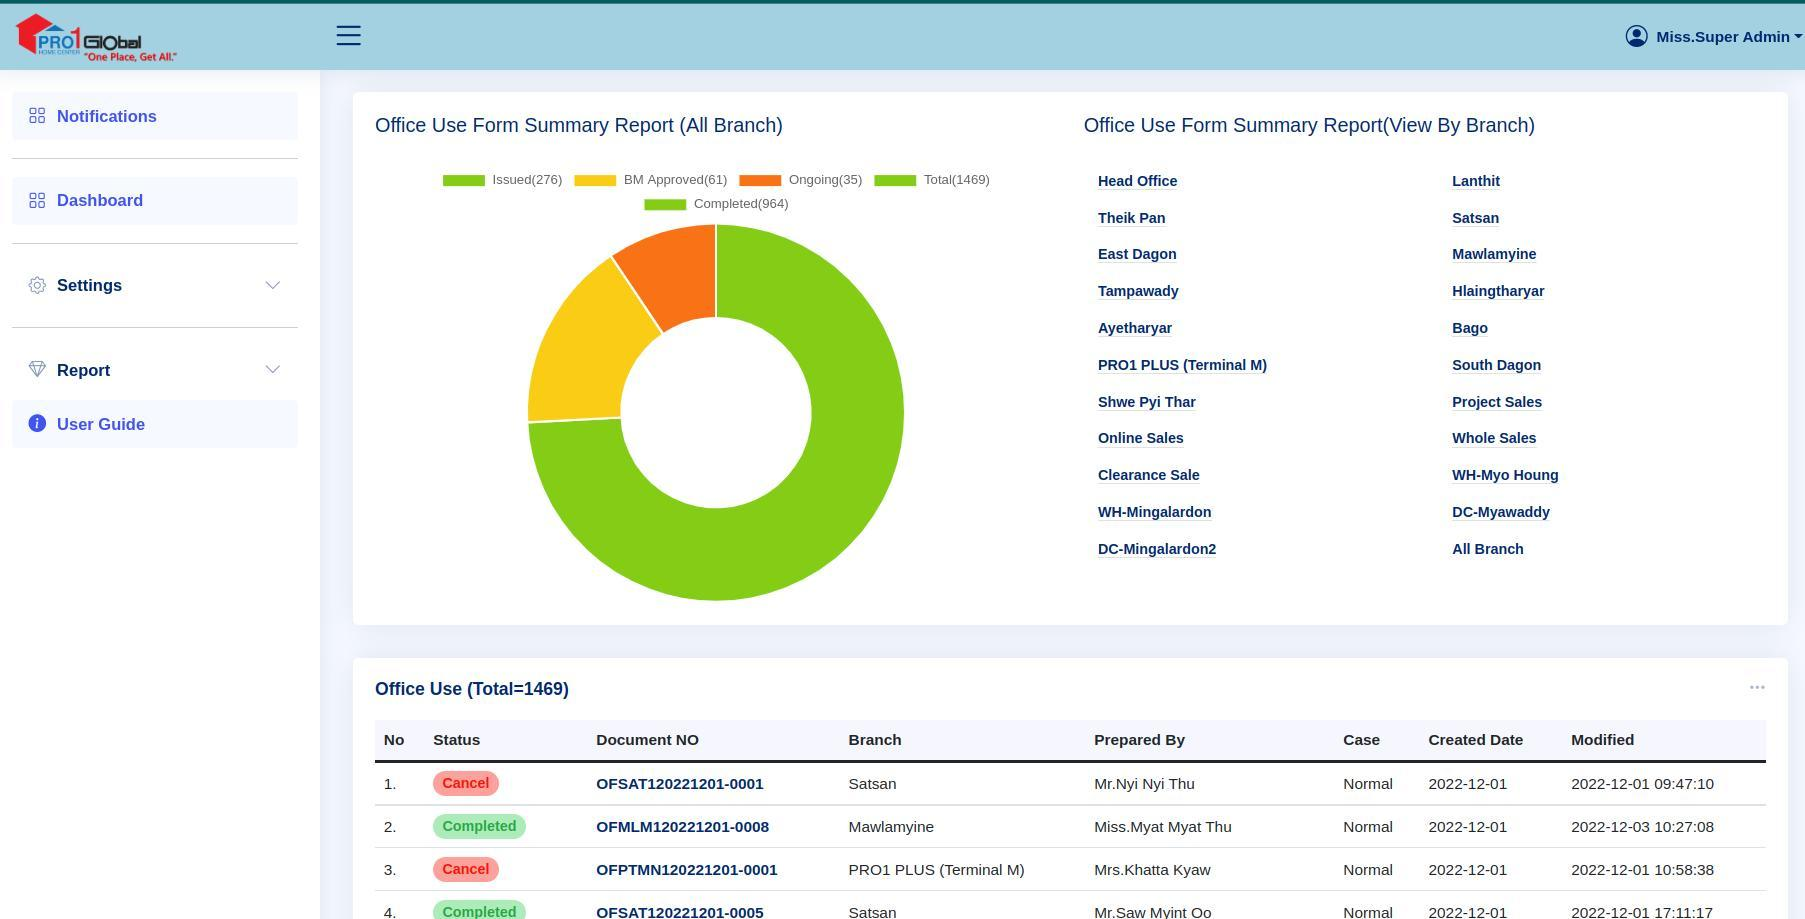 PRO1 Global
HOME CENTER
"One Place, Get All."
Miss.Super Admin
Notifications
Dashboard
Settings
Report
User Guide
Office Use Form Summary Report (All Branch)
Issued(276) BM Approved(61) Ongoing(35) Total(1469)
Completed(964)
Office Use Form Summary Report(View By Branch)
Head Office Lanthit
Theik Pan Satsan
East Dagon Mawlamyine
Tampawady Hlaingtharyar
Ayetharyar Bago
PRO1 PLUS (Terminal M) South Dagon
Shwe Pyi Thar Project Sales
Online Sales Whole Sales
Clearance Sale WH-Myo Houng
WH-Mingalardon DC-Myawaddy
DC-Mingalardon2 All Branch
Office Use (Total=1469)
No Status Document NO Branch Prepared By Case Created Date Modified
1. Cancel OFSAT120221201-0001 Satsan Mr.Nyi Nyi Thu Normal 2022-12-01 2022-12-01 09:47:10
2. Completed OFMLM120221201-0008 Mawlamyine Miss.Myat Myat Thu Normal 2022-12-01 2022-12-03 10:27:08
3. Cancel OFPTMN120221201-0001 PRO1 PLUS (Terminal M) Mrs.Khatta Kyaw Normal 2022-12-01 2022-12-01 10:58:38
4. Completed OFSAT120221201-0005 Satsan Mr.Saw Myint Oo Normal 2022-12-01 2022-12-01 17:11:17